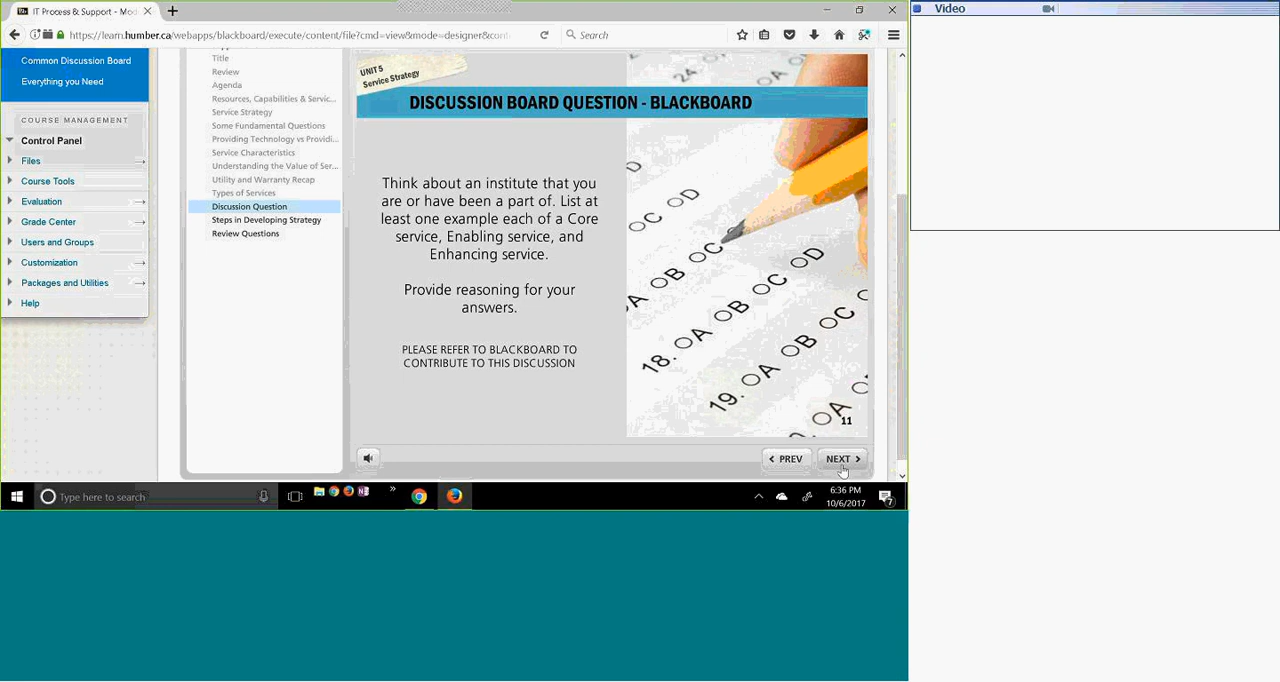 IT Process & Support - Mod
Video
https://learn.humber.ca/webapps/blackboard/execute/content/file?cmd=view&mode=designer&cont
Search
Common Discussion Board
Everything you Need
COURSE MANAGEMENT
Control Panel
Files
Course Tools
Evaluation
Grade Center
Users and Groups
Customization
Packages and Utilities
Help
Title
Review
Agenda
Resources, Capabilities & Servic...
Service Strategy
Some Fundamental Questions
Providing Technology vs Providi...
Service Characteristics
Understanding the Value of Ser...
Utility and Warranty Recap
Types of Services
Discussion Question
Steps in Developing Strategy
Review Questions
UNIT 5
Service Strategy
DISCUSSION BOARD QUESTION - BLACKBOARD
Think about an institute that you
are or have been a part of. List at
least one example each of a Core
service, Enabling service, and
Enhancing service.
Provide reasoning for your
answers.
PLEASE REFER TO BLACKBOARD TO
CONTRIBUTE TO THIS DISCUSSION
24. A
D
C D
A B C
18. A B C D
19. A B C
A
11
PREV
NEXT
Type here to search
6:36 PM
10/6/2017
7